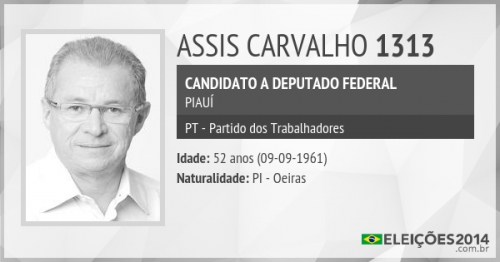 ASSIS CARVALHO 1313
CANDIDATO A DEPUTADO FEDERAL
PIAUÍ
PT - Partido dos Trabalhadores
Idade: 52 anos (09-09-1961)
Naturalidade: PI - Oeiras
ELEIÇÕES2014
.com.br